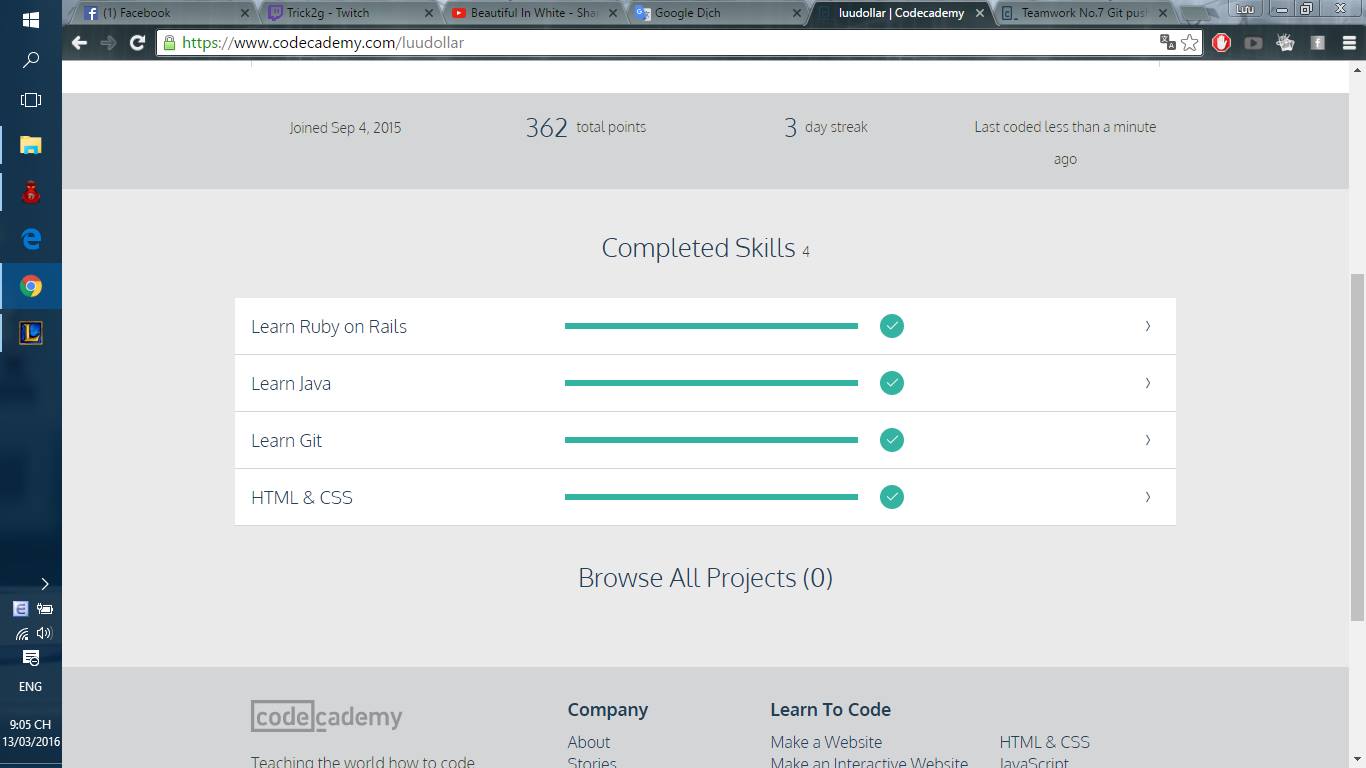 (1) Facebook
Trick2g - Twitch
Beautiful In White - Sha
Google Dịch
luudollar | Codecademy
Teamwork No.7 Git pus
Lưu
https://www.codecademy.com/luudollar
Joined Sep 4, 2015
362 total points
3 day streak
Last coded less than a minute
ago
Completed Skills 4
Learn Ruby on Rails
Learn Java
Learn Git
HTML & CSS
Browse All Projects (0)
codecademy
Teaching the world how to code
Company
About
Stories
Learn To Code
Make a Website
HTML & CSS
Make an Interactive Website
JavaScript
ENG
9:05 CH
13/03/2016